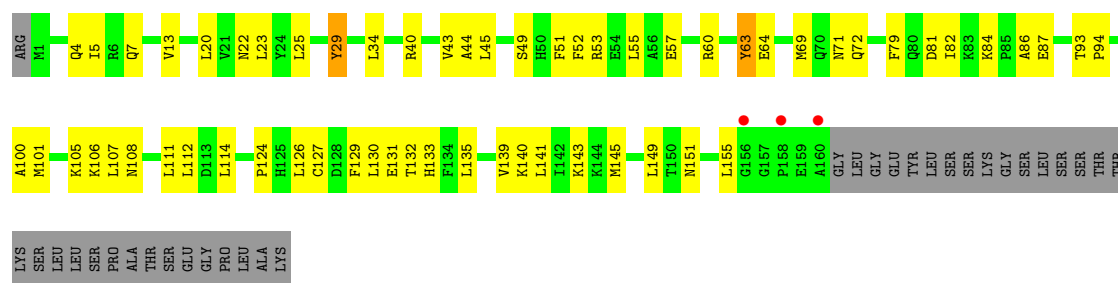 ARG M1 Q4 I5 R6 Q7 V13 L20 V21 N22 L23 Y24 L25 Y29 L34 R40 V43 A44 L45 S49 H50 F51 F52 R53 E54 L55 A56 E57 R60 Y63 E64 M69 Q70 N71 Q72 F79 Q80 D81 I82 K83 K84 P85 A86 E87 T93 P94
A100 M101 K105 K106 L107 N108 L111 L112 D113 L114 P124 H125 L126 C127 D128 F129 L130 E131 T132 H133 F134 L135 V139 K140 L141 I142 K143 K144 M145 L149 T150 N151 L155 G156 G157 P158 E159 A160 GLY LEU GLY GLU TYR LEU SER SER LYS GLY SER LEU SER SER THR THR
LYS SER LEU LEU SER PRO ALA THR SER GLU GLY PRO LEU ALA LYS